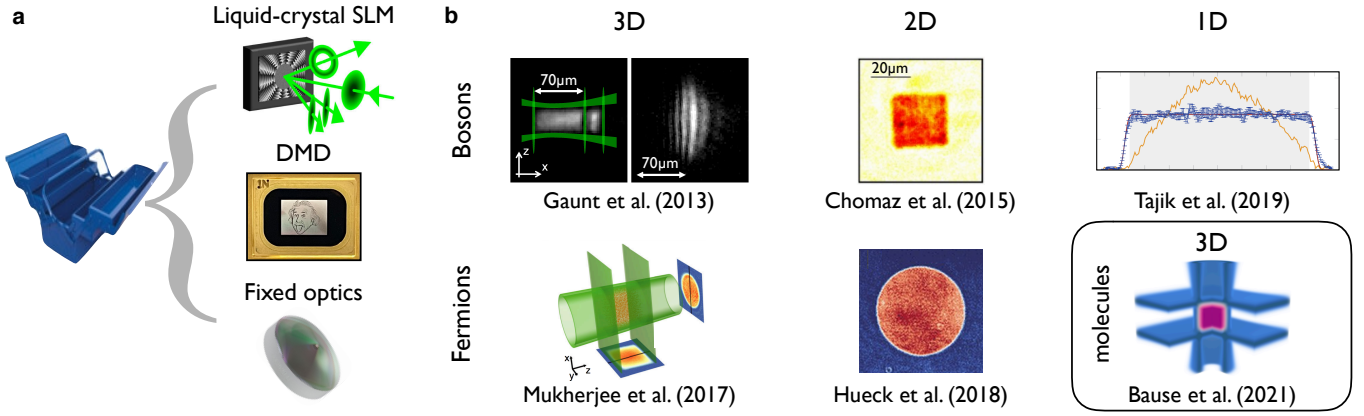 a
Liquid-crystal SLM
DMD
1N
Fixed optics
b
3D
2D
1D
Bosons
70μm
z
x
70μm
20μm
Gaunt et al. (2013)
Chomaz et al. (2015)
Tajik et al. (2019)
Fermions
x
y
z
Mukherjee et al. (2017)
Hueck et al. (2018)
molecules
3D
Bause et al. (2021)